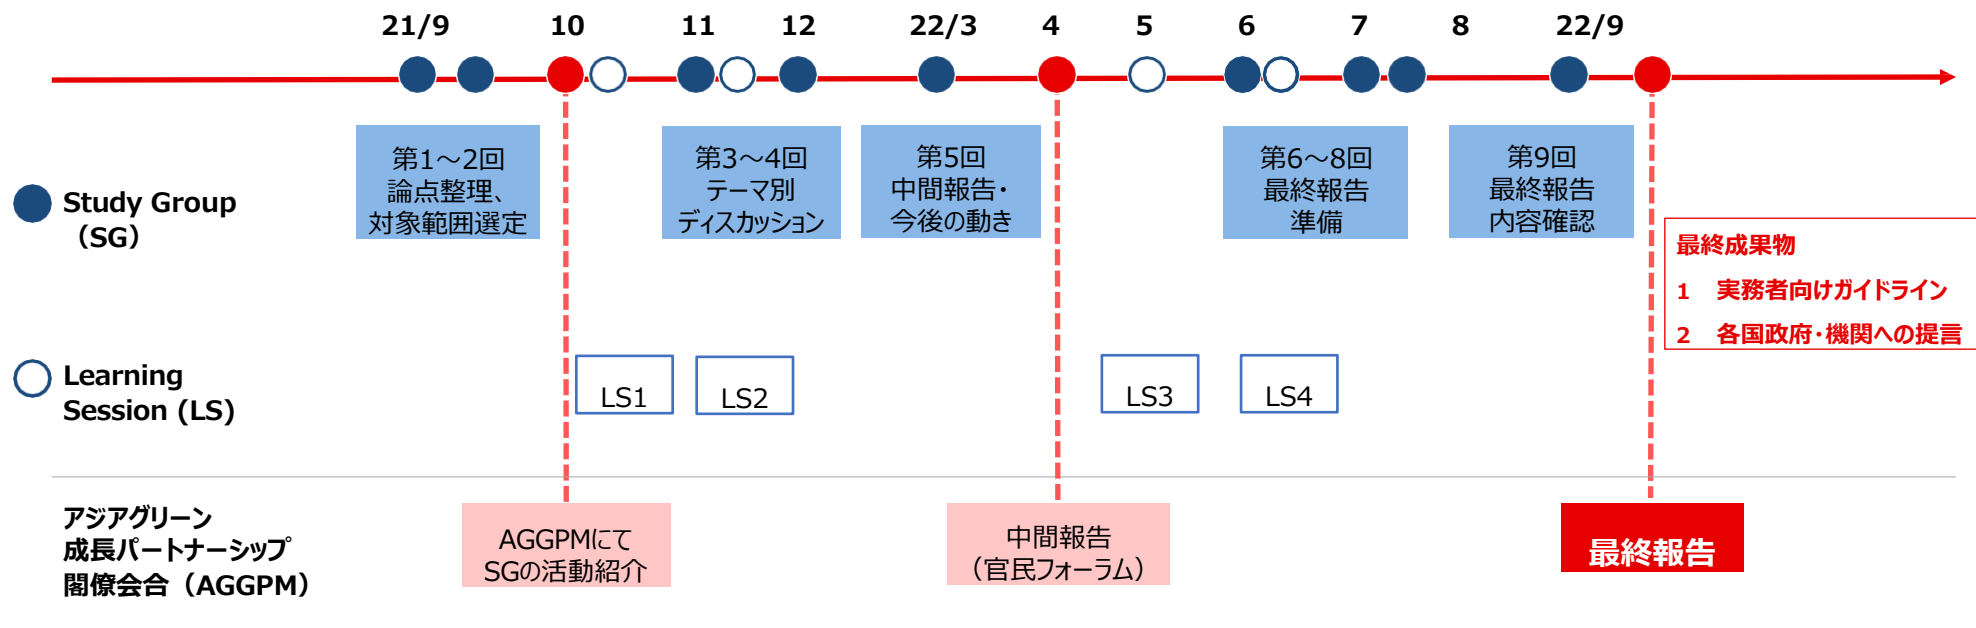 21/9 10 11 12 22/3 4 5 6 7 8 22/9
第1～2回
論点整理、
対象範囲選定
第3～4回
テーマ別
ディスカッション
第5回
中間報告・
今後の動き
第6～8回
最終報告
準備
第9回
最終報告
内容確認
Study Group
（SG）
最終成果物
1 実務者向けガイドライン
2 各国政府・機関への提言
Learning
Session (LS)
LS1
LS2
LS3
LS4
アジアグリーン
成長パートナーシップ
閣僚会合（AGGPM）
AGGPMにて
SGの活動紹介
中間報告
（官民フォーラム）
最終報告